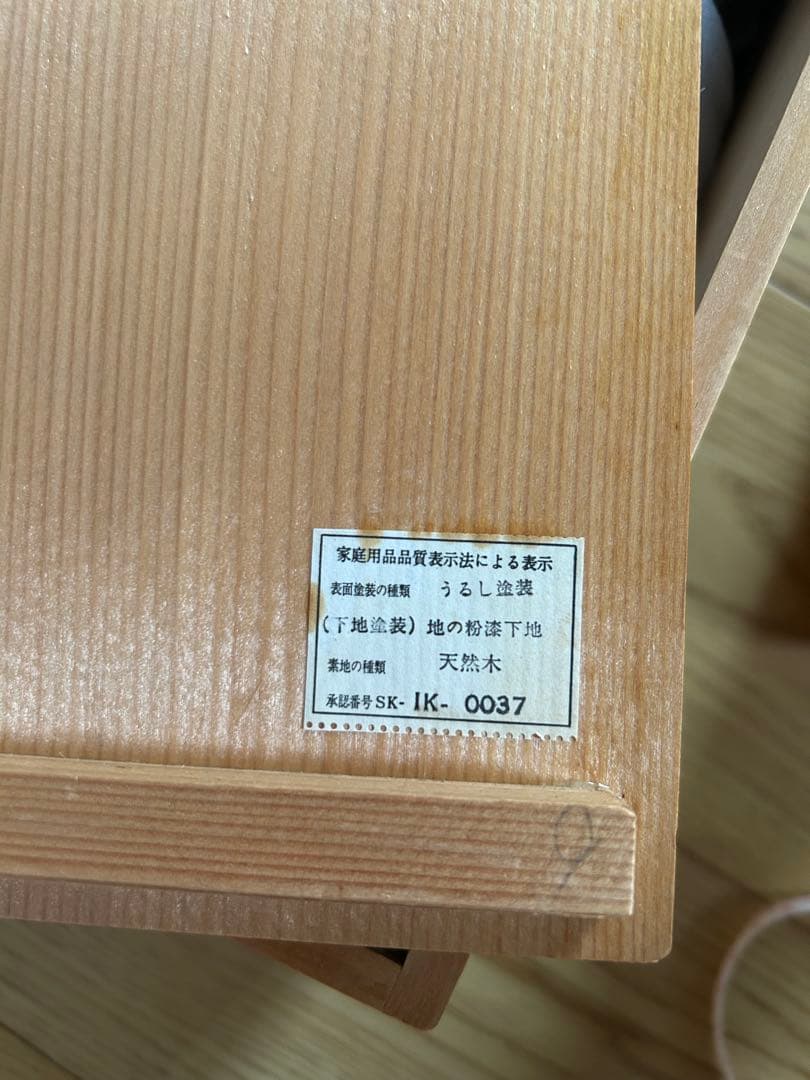 家庭用品品質表示法による表示
表面塗装の種類 うるし塗装
(下地塗装) 地の粉漆下地
素地の種類 天然木
承認番号 SK- IK- 0037